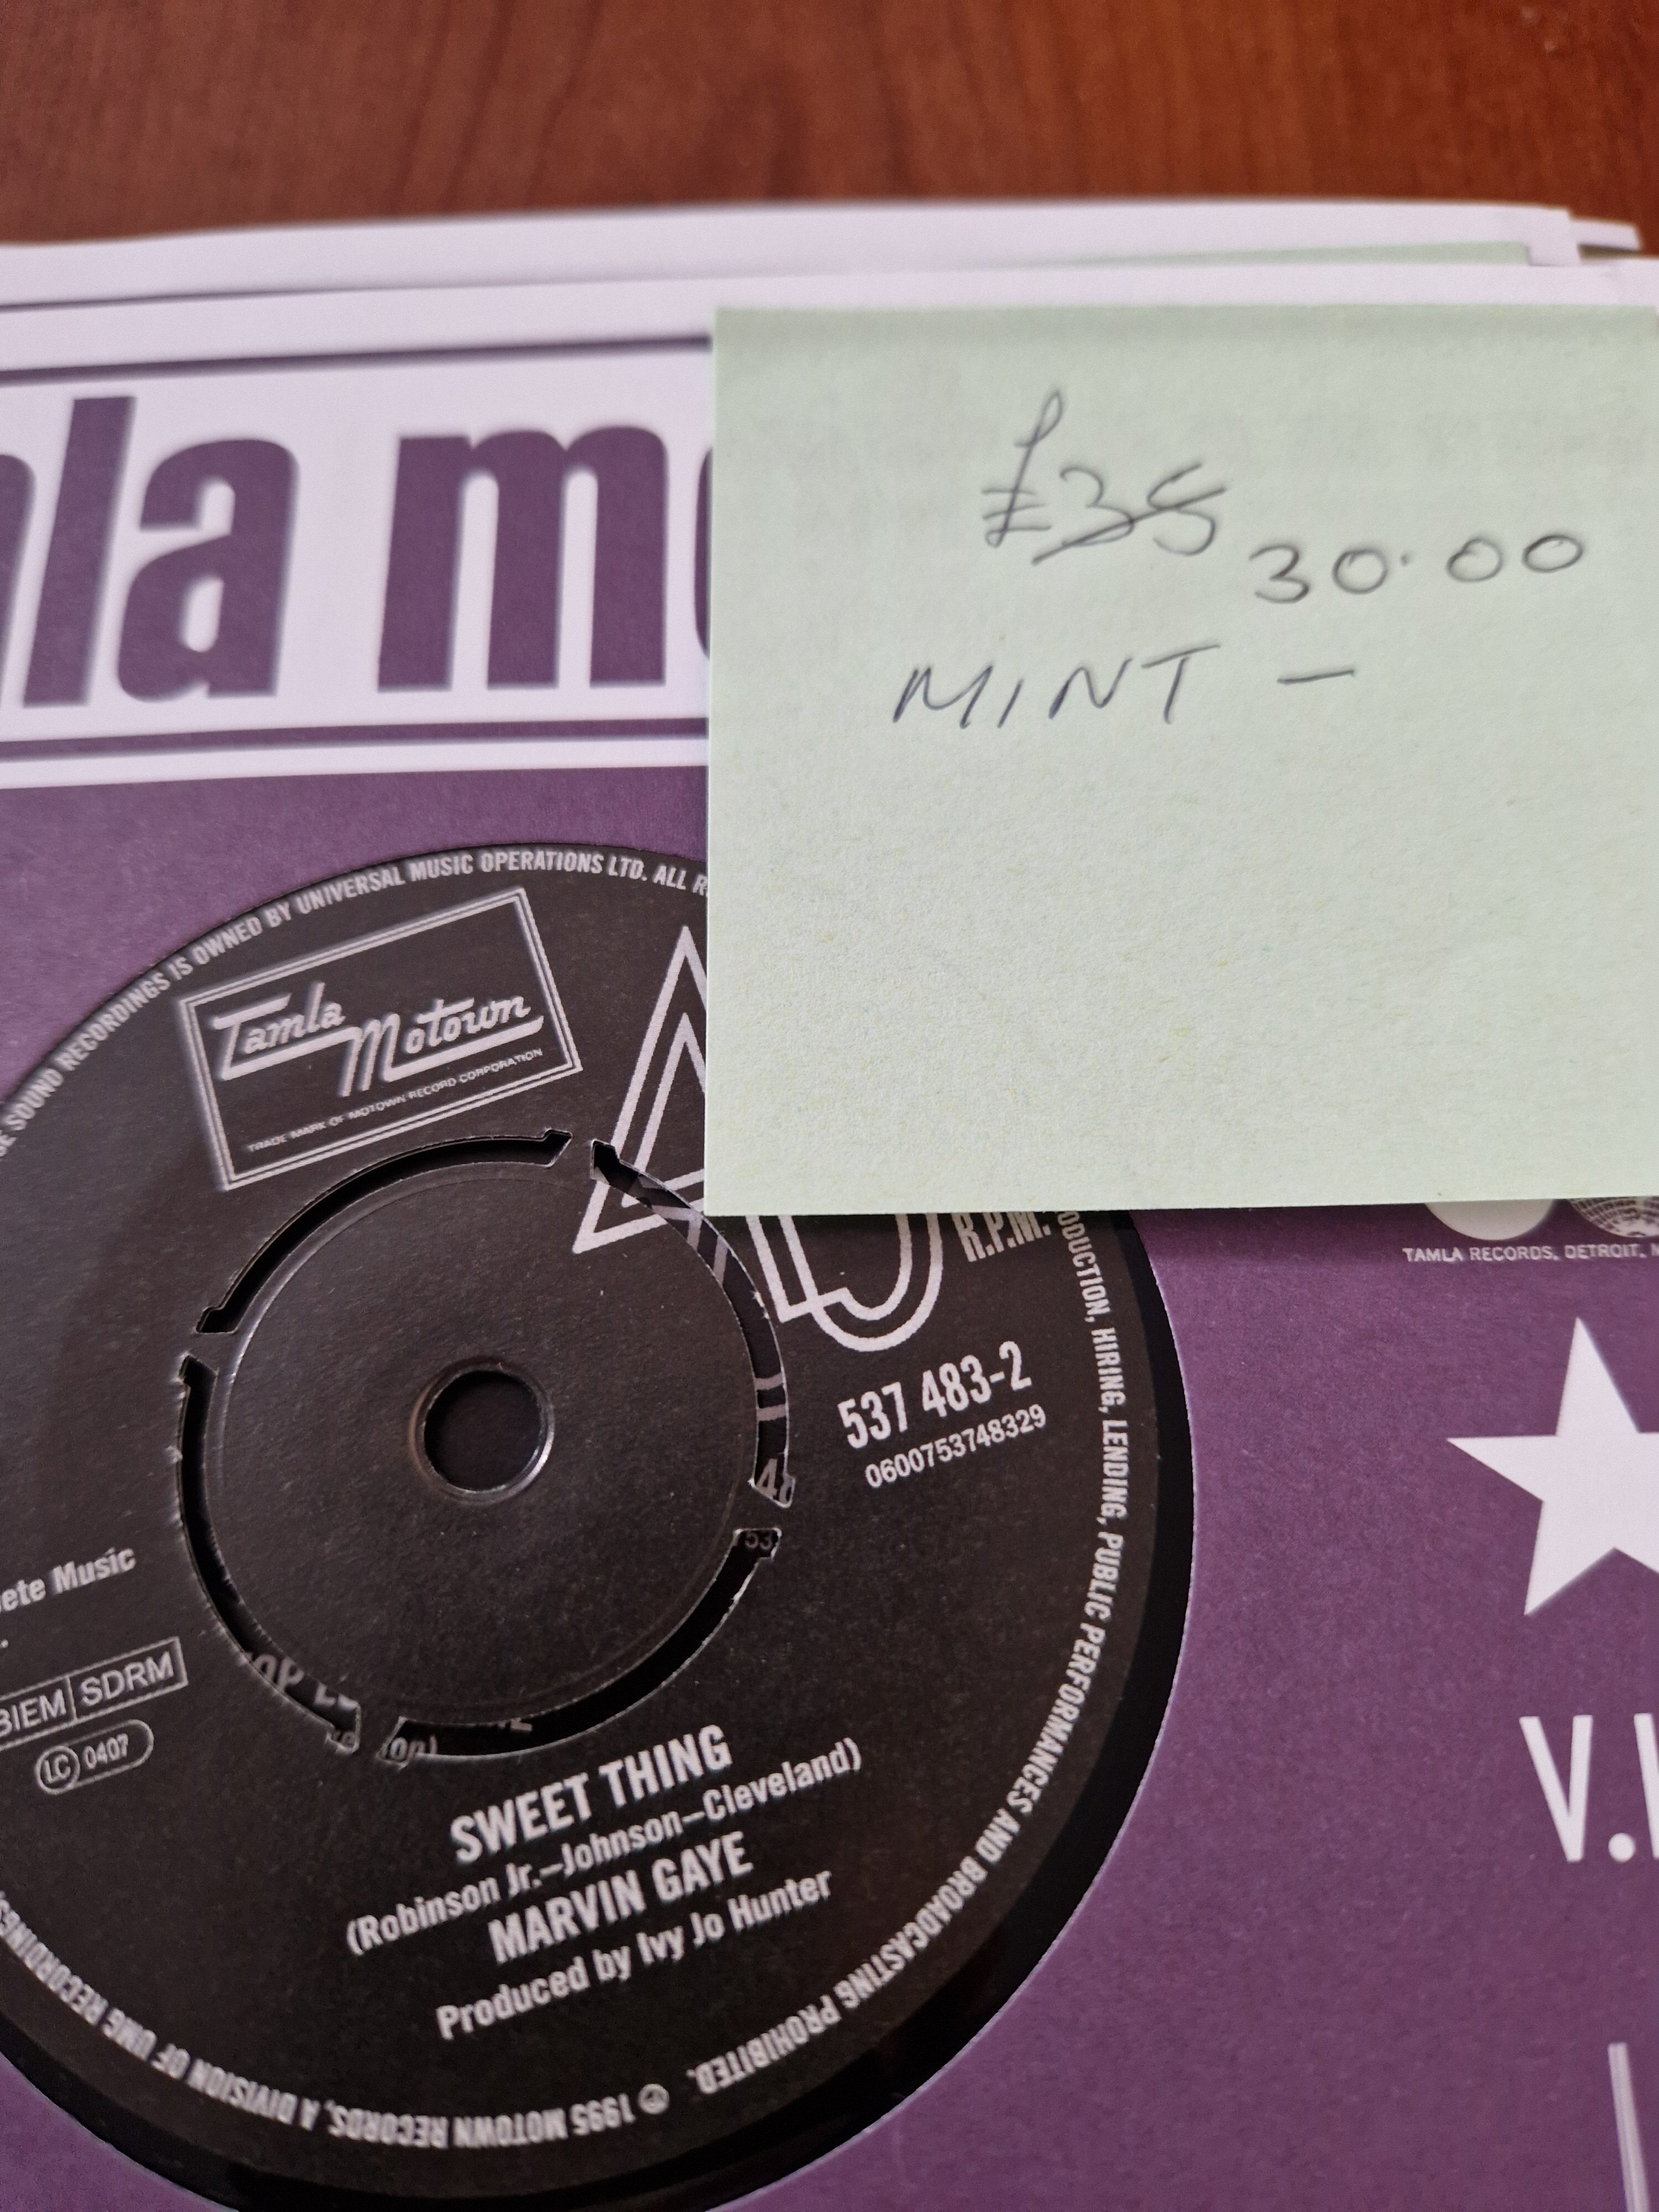 £35 30.00
MINT -
la m
SOUND RECORDINGS IS OWNED BY UNIVERSAL MUSIC OPERATIONS LTD. ALL R
Tamla
Motown
TRADE MARK OF MOTOWN RECORD CORPORATION
R.P.M.
TAMLA RECORDS, DETROIT, M
537 483-2
0600753748329
ODUCTION, HIRING, LENDING, PUBLIC PERFORMANCES AND BROADCASTING PROHIBITED.
ete Music
BIEM SDRM
LC 0407
V.I
SWEET THING
(Robinson Jr.—Johnson—Cleveland)
MARVIN GAYE
Produced by Ivy Jo Hunter
℗ 1995 MOTOWN RECORDS, A DIVISION OF UMG RECORDINGS